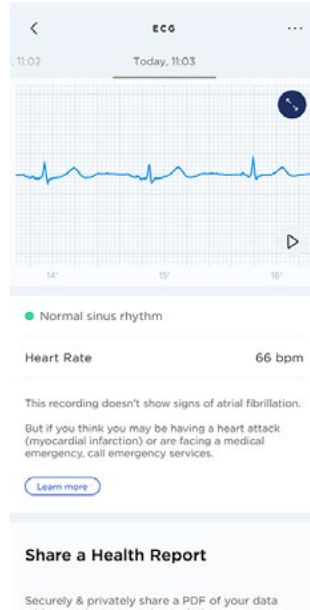 ECG
, 11:02
Today, 11:03
14'
15'
16'
Normal sinus rhythm
Heart Rate
66 bpm
This recording doesn't show signs of atrial fibrillation.
But if you think you may be having a heart attack
(myocardial infarction) or are facing a medical
emergency, call emergency services.
Learn more
Share a Health Report
Securely & privately share a PDF of your data